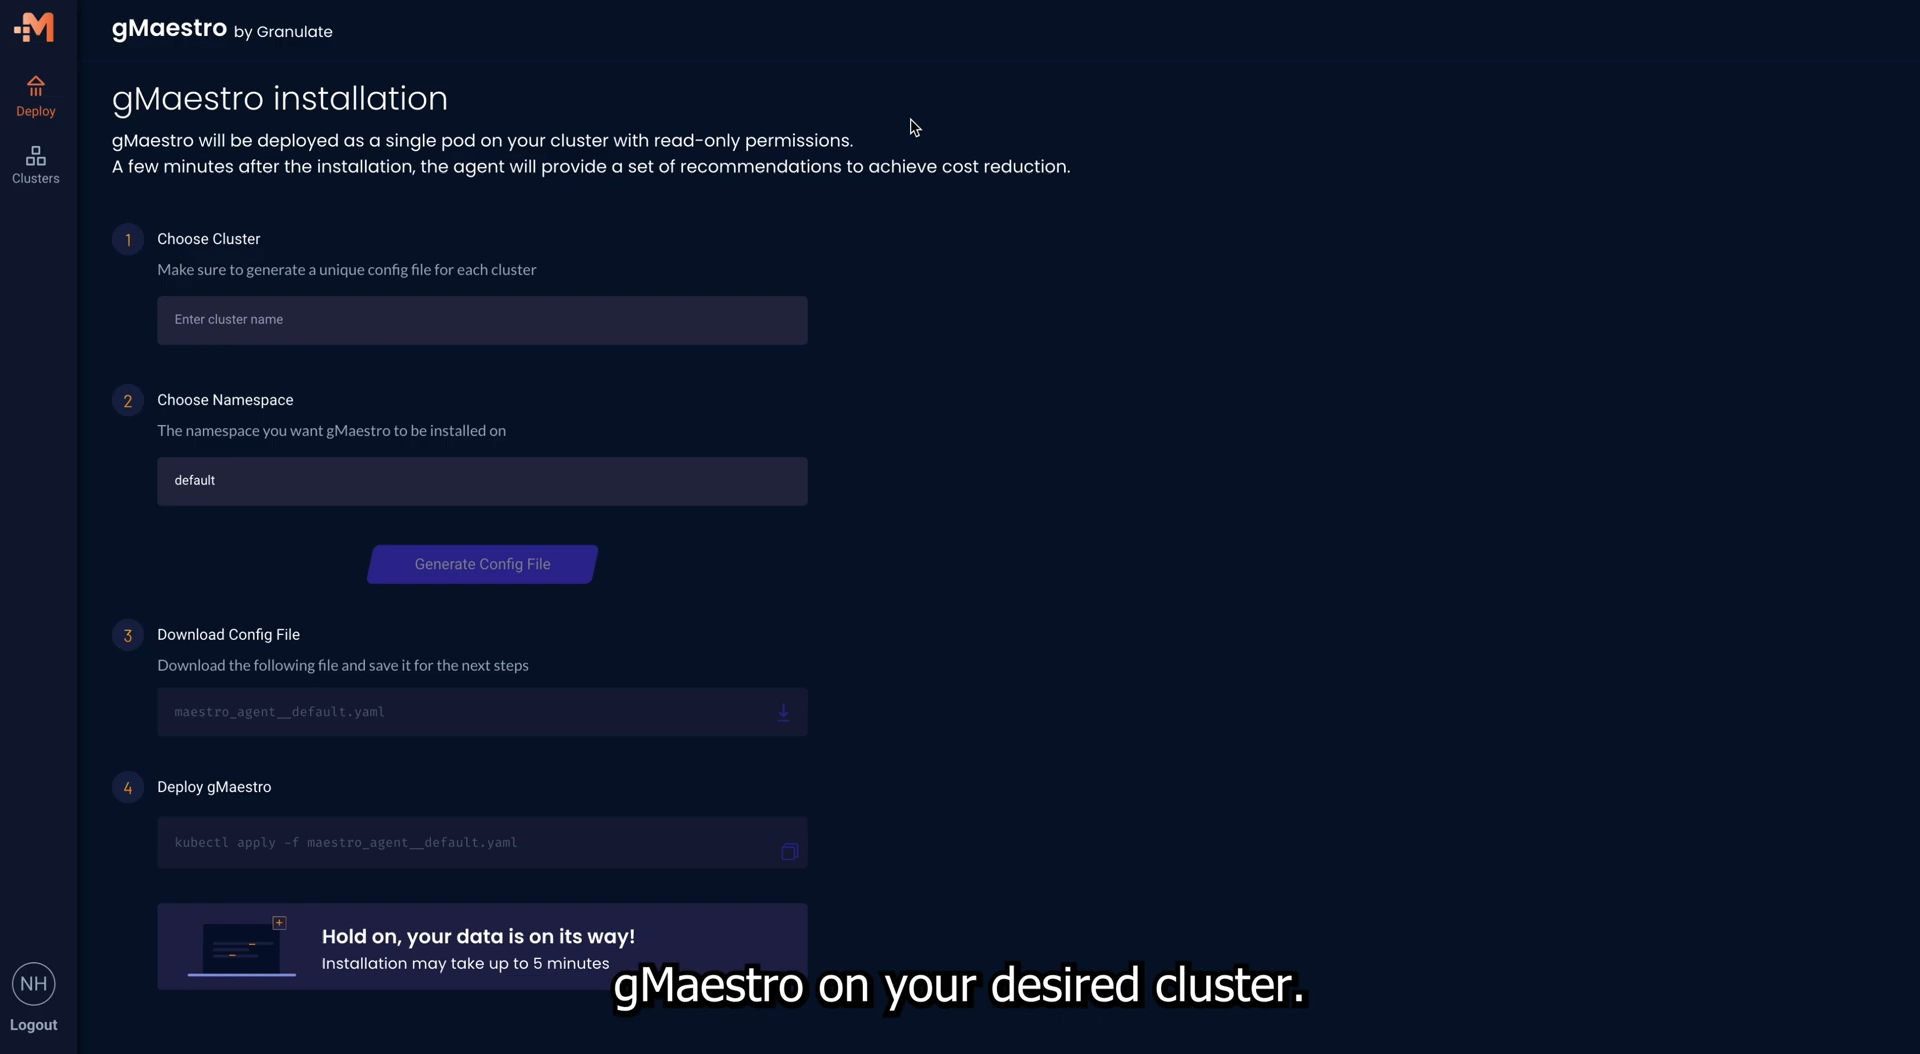 gMaestro by Granulate
Deploy
Clusters
gMaestro installation
gMaestro will be deployed as a single pod on your cluster with read-only permissions.
A few minutes after the installation, the agent will provide a set of recommendations to achieve cost reduction.
1 Choose Cluster
Make sure to generate a unique config file for each cluster
Enter cluster name
2 Choose Namespace
The namespace you want gMaestro to be installed on
default
Generate Config File
3 Download Config File
Download the following file and save it for the next steps
maestro_agent__default.yaml
4 Deploy gMaestro
kubectl apply -f maestro_agent__default.yaml
Hold on, your data is on its way!
Installation may take up to 5 minutes
gMaestro on your desired cluster.
NH
Logout